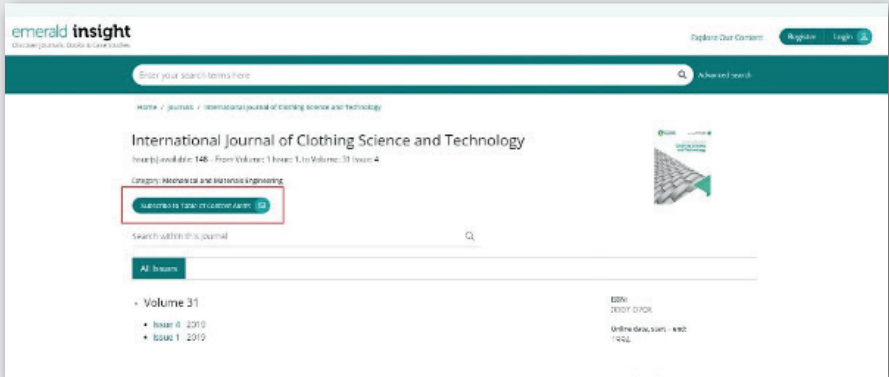 emerald insight
Discover Journals, Books & Case Studies
Explore Our Content
Register
Login
Enter your search terms here
Advanced search
Home / Journals / International Journal of Clothing Science and Technology
International Journal of Clothing Science and Technology
Issue(s) available: 148 – From Volume: 1 Issue: 1, to Volume: 31 Issue: 4
Category: Mechanical and Materials Engineering
Subscribe to Table of Content Alerts
Search within this journal
All Issues
Volume 31
Issue 4 2019
Issue 1 2019
ISSN:
Online date, start – end:
1994